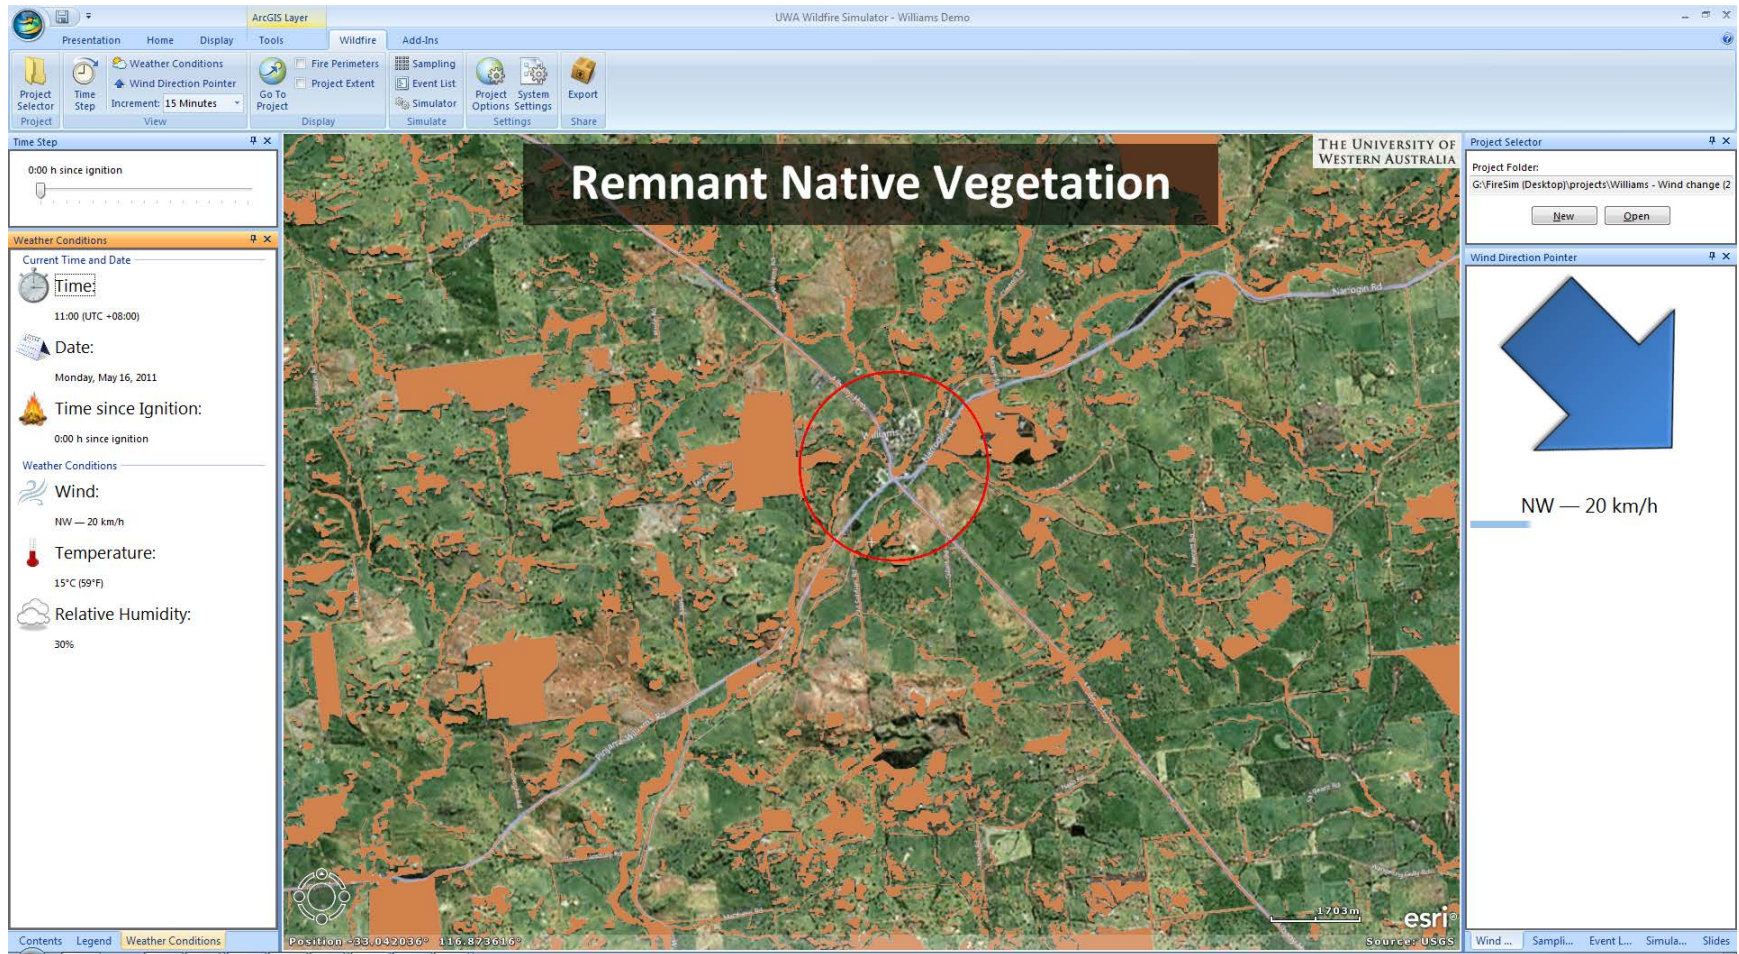 ArcGIS Layer
UWA Wildfire Simulator - Williams Demo
Presentation Home Display Tools Wildfire Add-Ins
Project Selector
Project
Time Step
Weather Conditions
Wind Direction Pointer
Increment: 15 Minutes
View
Go To Project
Fire Perimeters
Project Extent
Display
Sampling
Event List
Simulator
Simulate
Project Options
System Settings
Settings
Export
Share
Time Step
0:00 h since ignition
Weather Conditions
Current Time and Date
Time:
11:00 (UTC +08:00)
Date:
Monday, May 16, 2011
Time since Ignition:
0:00 h since ignition
Weather Conditions
Wind:
NW — 20 km/h
Temperature:
15°C (59°F)
Relative Humidity:
30%
Contents Legend Weather Conditions
Remnant Native Vegetation
THE UNIVERSITY OF
WESTERN AUSTRALIA
Narrogin Rd
Williams
1703m
esri
Position -33.042036° 116.873616°
Source: USGS
Project Selector
Project Folder:
G:\FireSim (Desktop)\projects\Williams - Wind change (2
New Open
Wind Direction Pointer
NW — 20 km/h
Wind ... Sampli... Event L... Simula... Slides